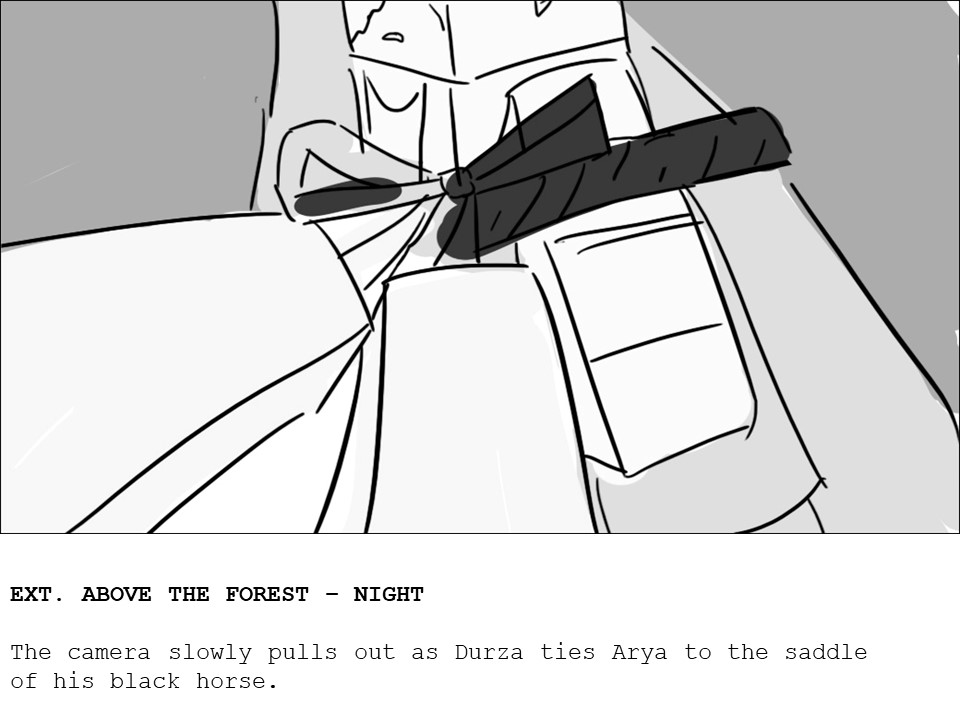 EXT. ABOVE THE FOREST – NIGHT
The camera slowly pulls out as Durza ties Arya to the saddle
of his black horse.